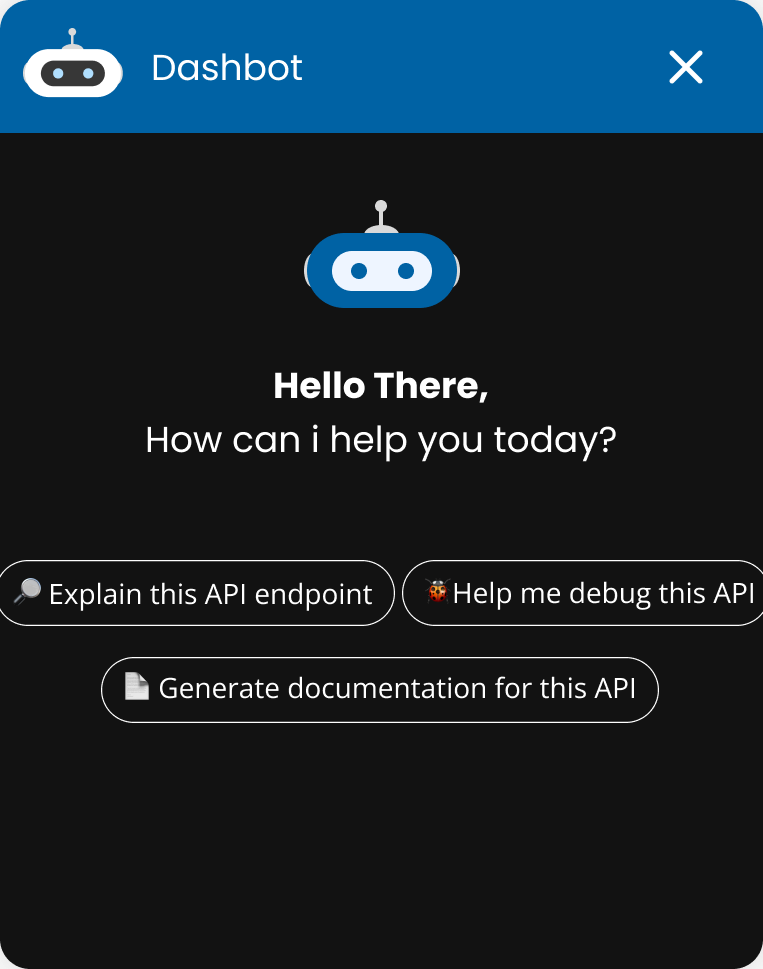 Dashbot
Hello There,
How can i help you today?
🔎 Explain this API endpoint
🐞Help me debug this API
📄 Generate documentation for this API